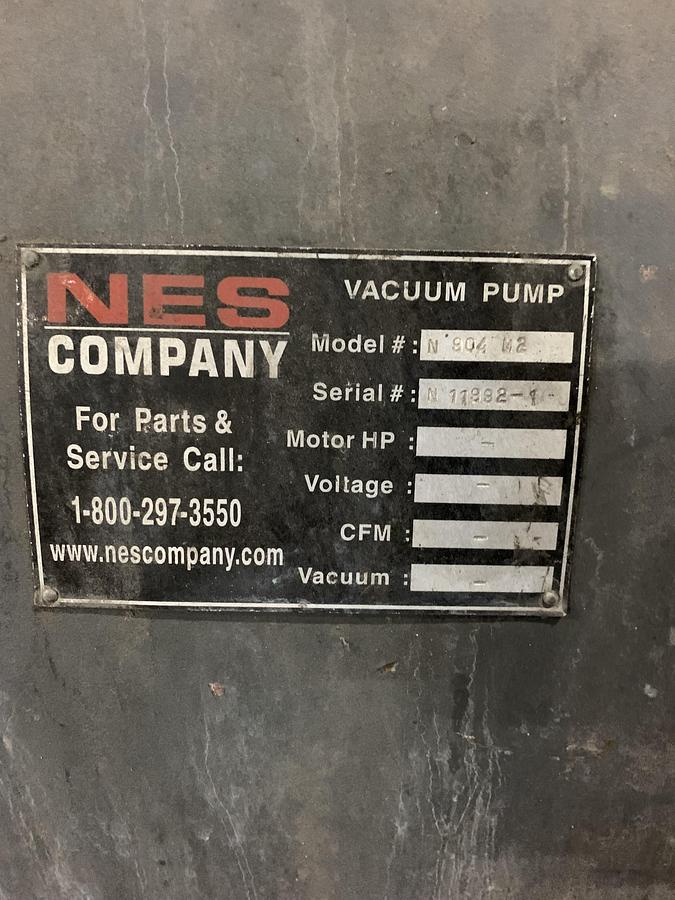 NES
COMPANY
For Parts &
Service Call:
1-800-297-3550
www.nescompany.com
VACUUM PUMP
Model # : N 904 M2
Serial # : N 11992-1
Motor HP : -
Voltage : -
CFM : -
Vacuum : -